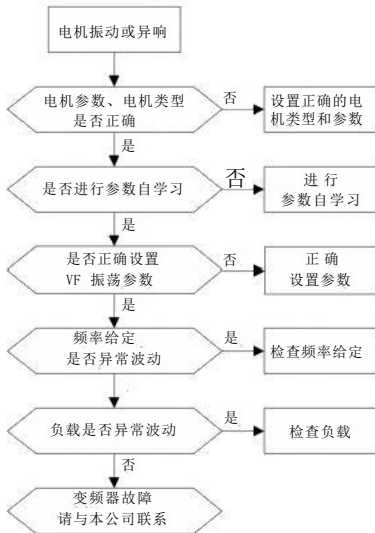 电机振动或异响
电机参数、电机类型
是否正确
否
设置正确的电
机类型和参数
是
是否进行参数自学习
否
进 行
参数自学习
是
是否正确设置
VF 振荡参数
否
正 确
设置参数
是
频率给定
是否异常波动
是
检查频率给定
负载是否异常波动
是
检查负载
否
变频器故障
请与本公司联系